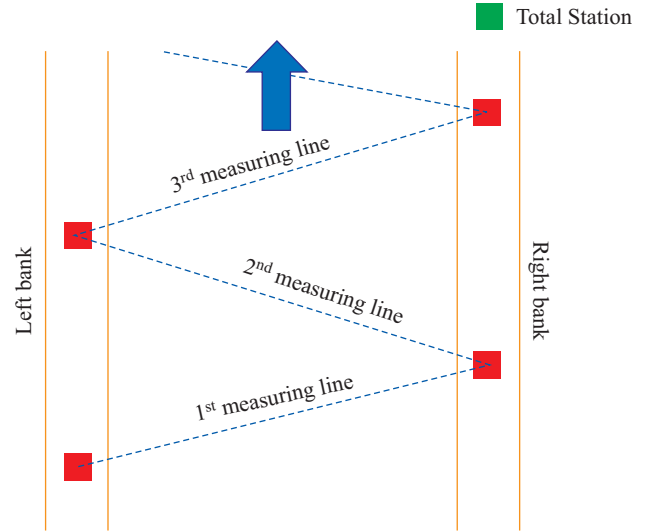 Total Station
3rd measuring line
2nd measuring line
1st measuring line
Left bank
Right bank